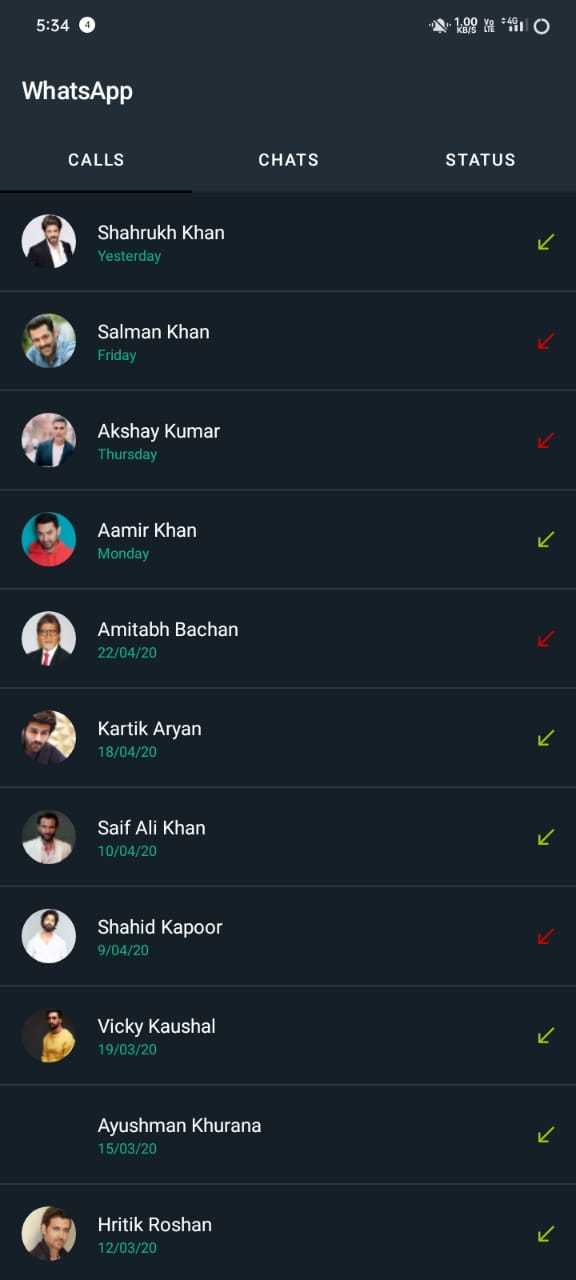 5:34 4 1.00 KB/S Vo LTE 4G
WhatsApp
CALLS CHATS STATUS
Shahrukh Khan
Yesterday
Salman Khan
Friday
Akshay Kumar
Thursday
Aamir Khan
Monday
Amitabh Bachan
22/04/20
Kartik Aryan
18/04/20
Saif Ali Khan
10/04/20
Shahid Kapoor
9/04/20
Vicky Kaushal
19/03/20
Ayushman Khurana
15/03/20
Hritik Roshan
12/03/20